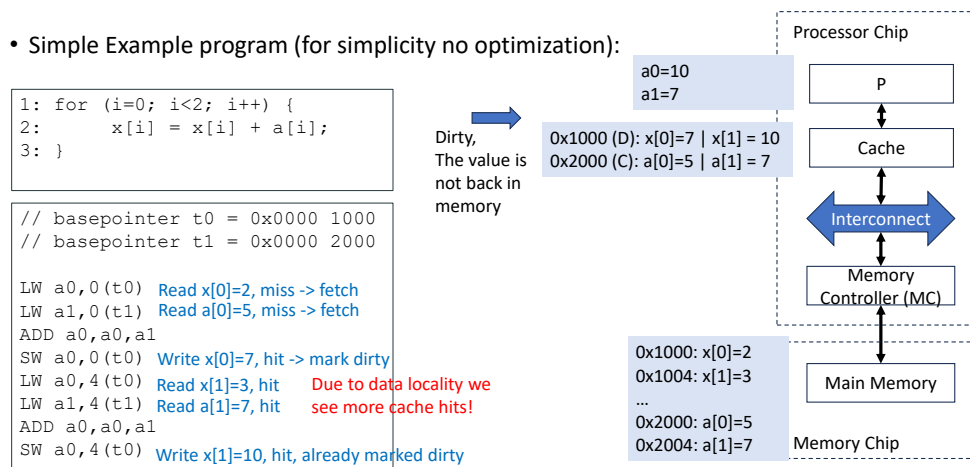 • Simple Example program (for simplicity no optimization):
1: for (i=0; i<2; i++) {
2:      x[i] = x[i] + a[i];
3: }
// basepointer t0 = 0x0000 1000
// basepointer t1 = 0x0000 2000
LW a0,0(t0) Read x[0]=2, miss -> fetch
LW a1,0(t1) Read a[0]=5, miss -> fetch
ADD a0,a0,a1
SW a0,0(t0) Write x[0]=7, hit -> mark dirty
LW a0,4(t0) Read x[1]=3, hit
LW a1,4(t1) Read a[1]=7, hit
ADD a0,a0,a1
SW a0,4(t0) Write x[1]=10, hit, already marked dirty
Due to data locality we
see more cache hits!
Dirty,
The value is
not back in
memory
a0=10
a1=7
0x1000 (D): x[0]=7 | x[1] = 10
0x2000 (C): a[0]=5 | a[1] = 7
Processor Chip
P
Cache
Interconnect
Memory
Controller (MC)
0x1000: x[0]=2
0x1004: x[1]=3
…
0x2000: a[0]=5
0x2004: a[1]=7
Main Memory
Memory Chip